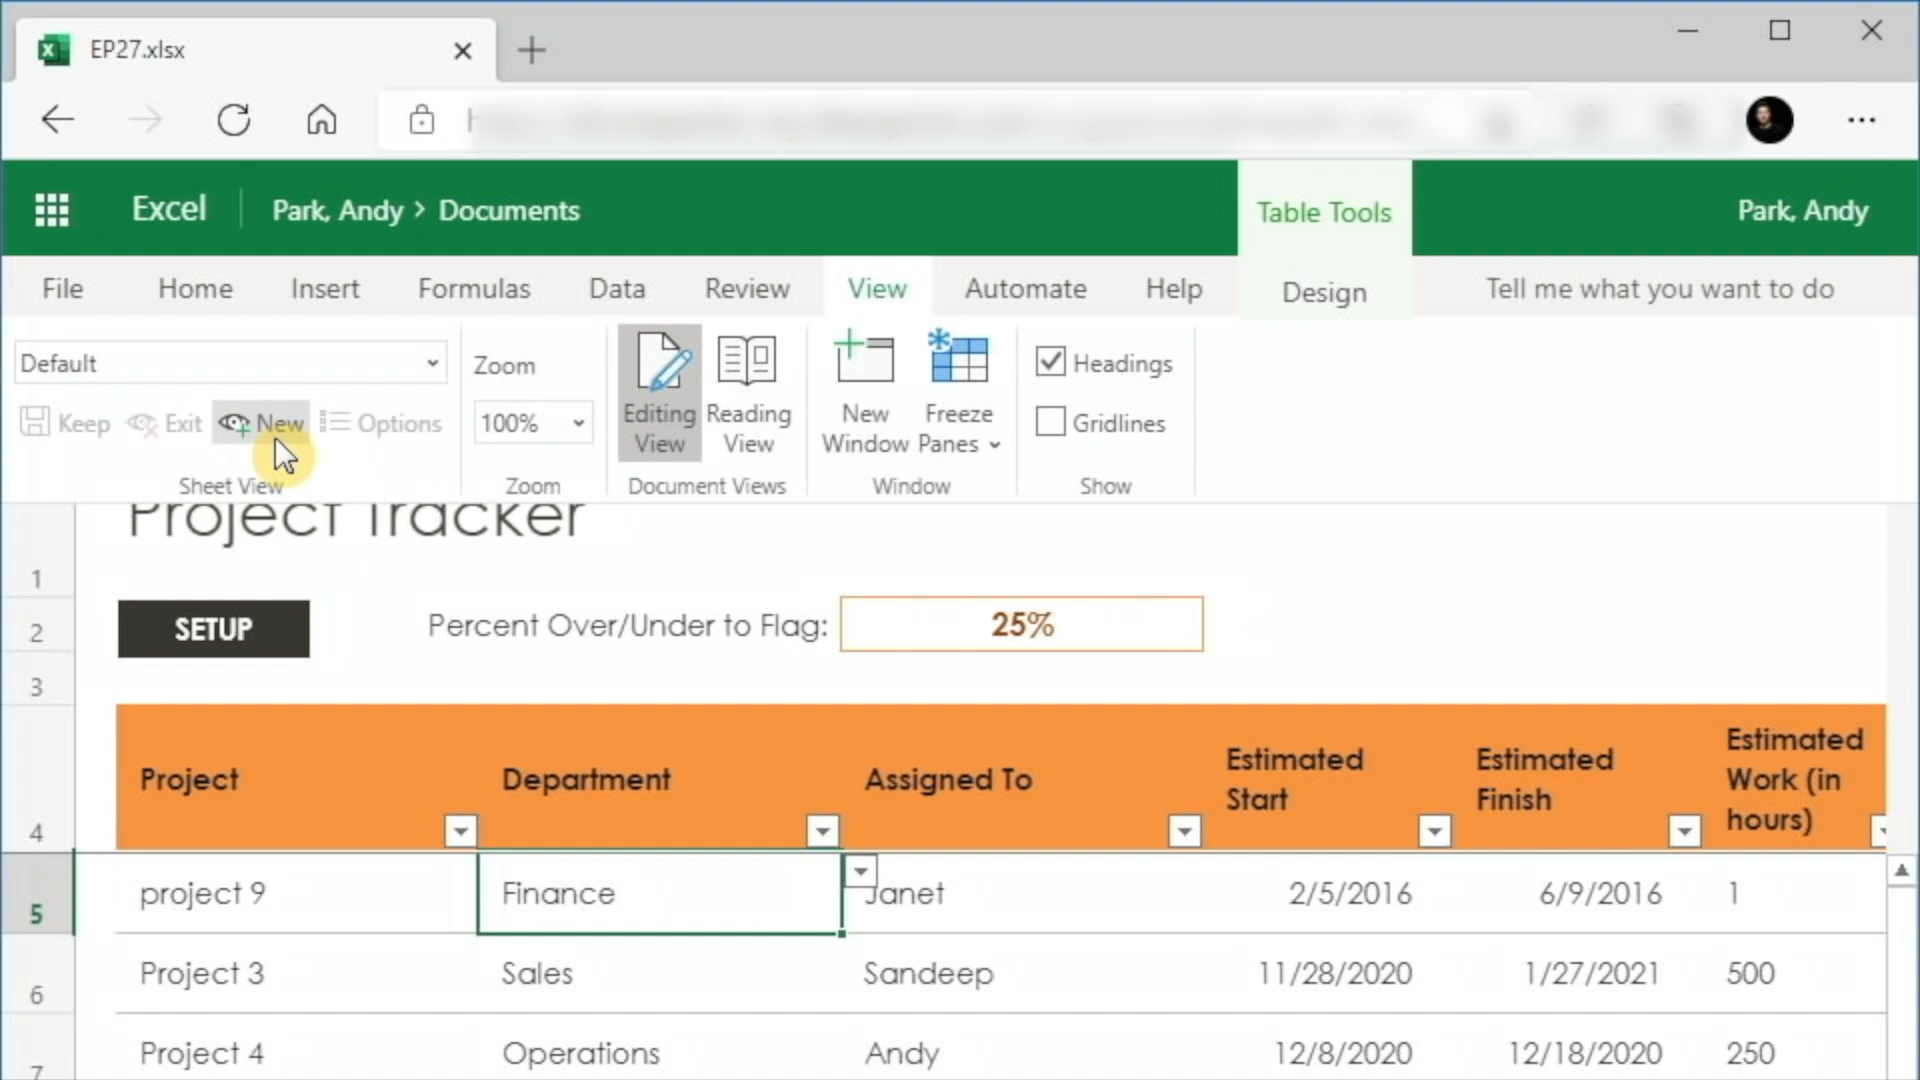 EP27.xlsx
Excel Park, Andy > Documents Table Tools Park, Andy
File Home Insert Formulas Data Review View Automate Help Design Tell me what you want to do
Default Zoom Headings
Keep Exit New Options 100% Editing View Reading View New Window Freeze Panes Gridlines
Sheet View Zoom Document Views Window Show
Project Tracker
1
2 SETUP Percent Over/Under to Flag: 25%
3
4 Project Department Assigned To Estimated Start Estimated Finish Estimated Work (in hours)
5 project 9 Finance Janet 2/5/2016 6/9/2016 1
6 Project 3 Sales Sandeep 11/28/2020 1/27/2021 500
7 Project 4 Operations Andy 12/8/2020 12/18/2020 250